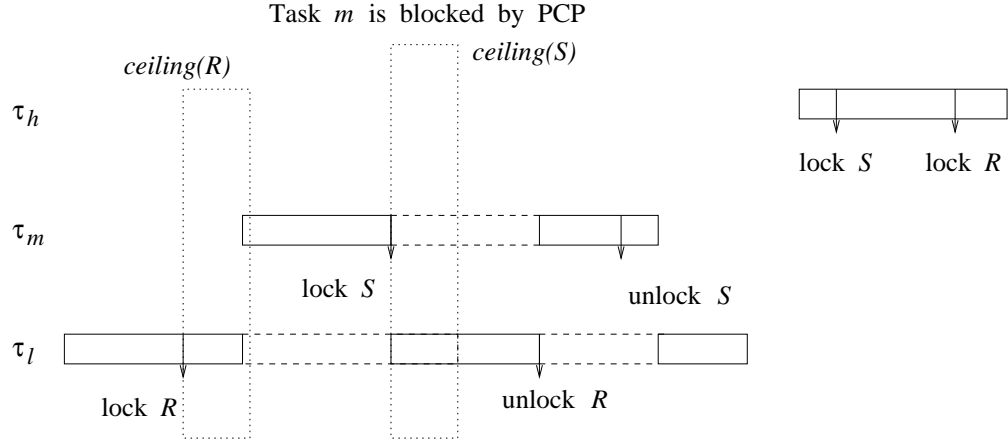 Task m is blocked by PCP
ceiling(R)
ceiling(S)
τh
lock S
lock R
τm
lock S
unlock S
τl
lock R
unlock R